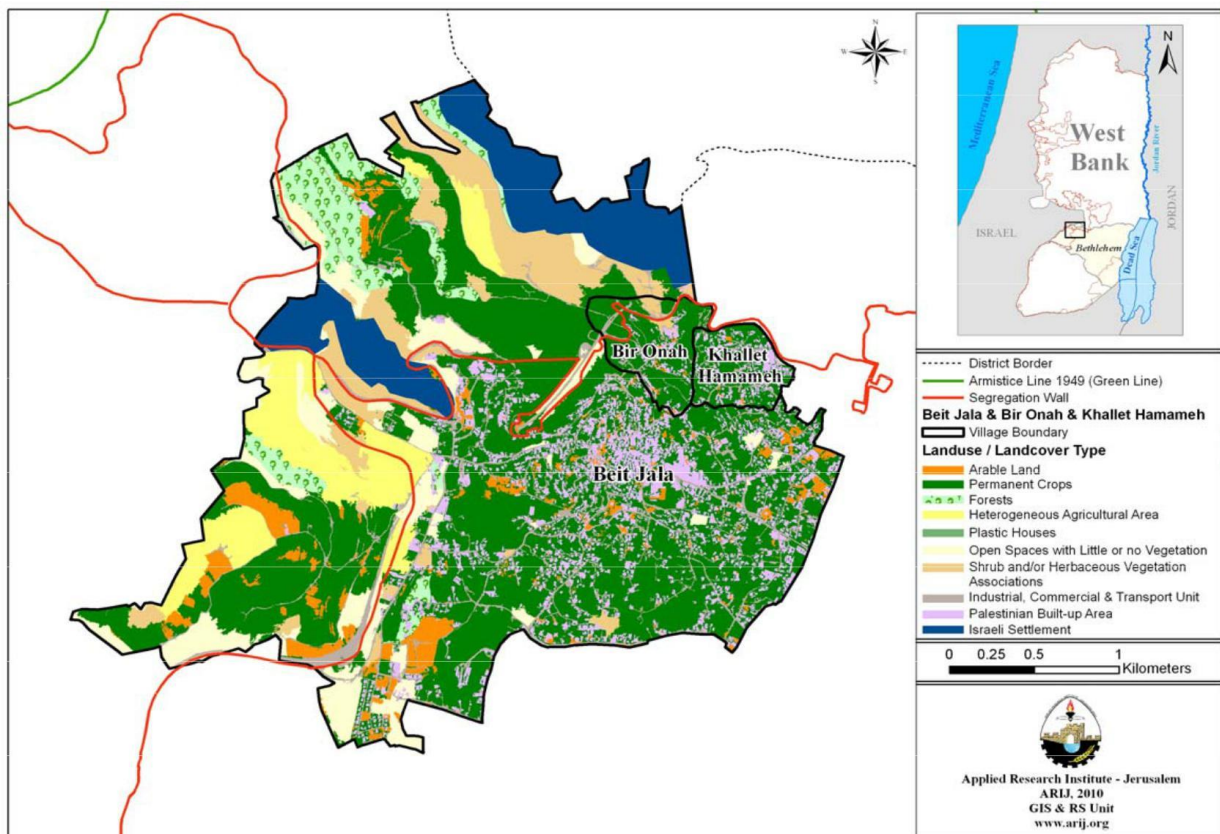 N
W
E
S
Bir Onah
Khallet
Hamameh
Beit Jala
N
Mediterranean Sea
West
Bank
Jordan River
JORDAN
ISRAEL
Bethlehem
Dead Sea
District Border
Armistice Line 1949 (Green Line)
Segregation Wall
Beit Jala & Bir Onah & Khallet Hamameh
Village Boundary
Landuse / Landcover Type
Arable Land
Permanent Crops
Forests
Heterogeneous Agricultural Area
Plastic Houses
Open Spaces with Little or no Vegetation
Shrub and/or Herbaceous Vegetation
Associations
Industrial, Commercial & Transport Unit
Palestinian Built-up Area
Israeli Settlement
0 0.25 0.5 1
Kilometers
Applied Research Institute - Jerusalem
ARIJ, 2010
GIS & RS Unit
www.arij.org